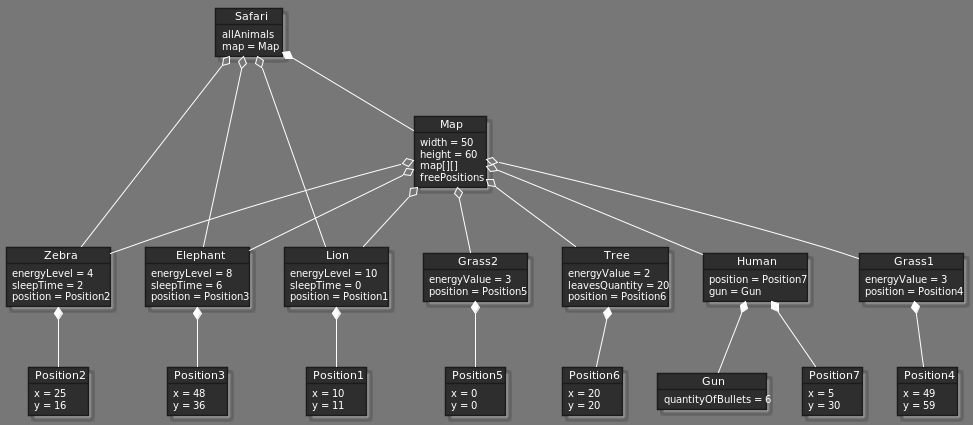 Safari
allAnimals
map = Map
Map
width = 50
height = 60
map[][]
freePositions
Zebra
energyLevel = 4
sleepTime = 2
position = Position2
Elephant
energyLevel = 8
sleepTime = 6
position = Position3
Lion
energyLevel = 10
sleepTime = 0
position = Position1
Grass2
energyValue = 3
position = Position5
Tree
energyValue = 2
leavesQuantity = 20
position = Position6
Human
position = Position7
gun = Gun
Grass1
energyValue = 3
position = Position4
Position2
x = 25
y = 16
Position3
x = 48
y = 36
Position1
x = 10
y = 11
Position5
x = 0
y = 0
Position6
x = 20
y = 20
Gun
quantityOfBullets = 6
Position7
x = 5
y = 30
Position4
x = 49
y = 59